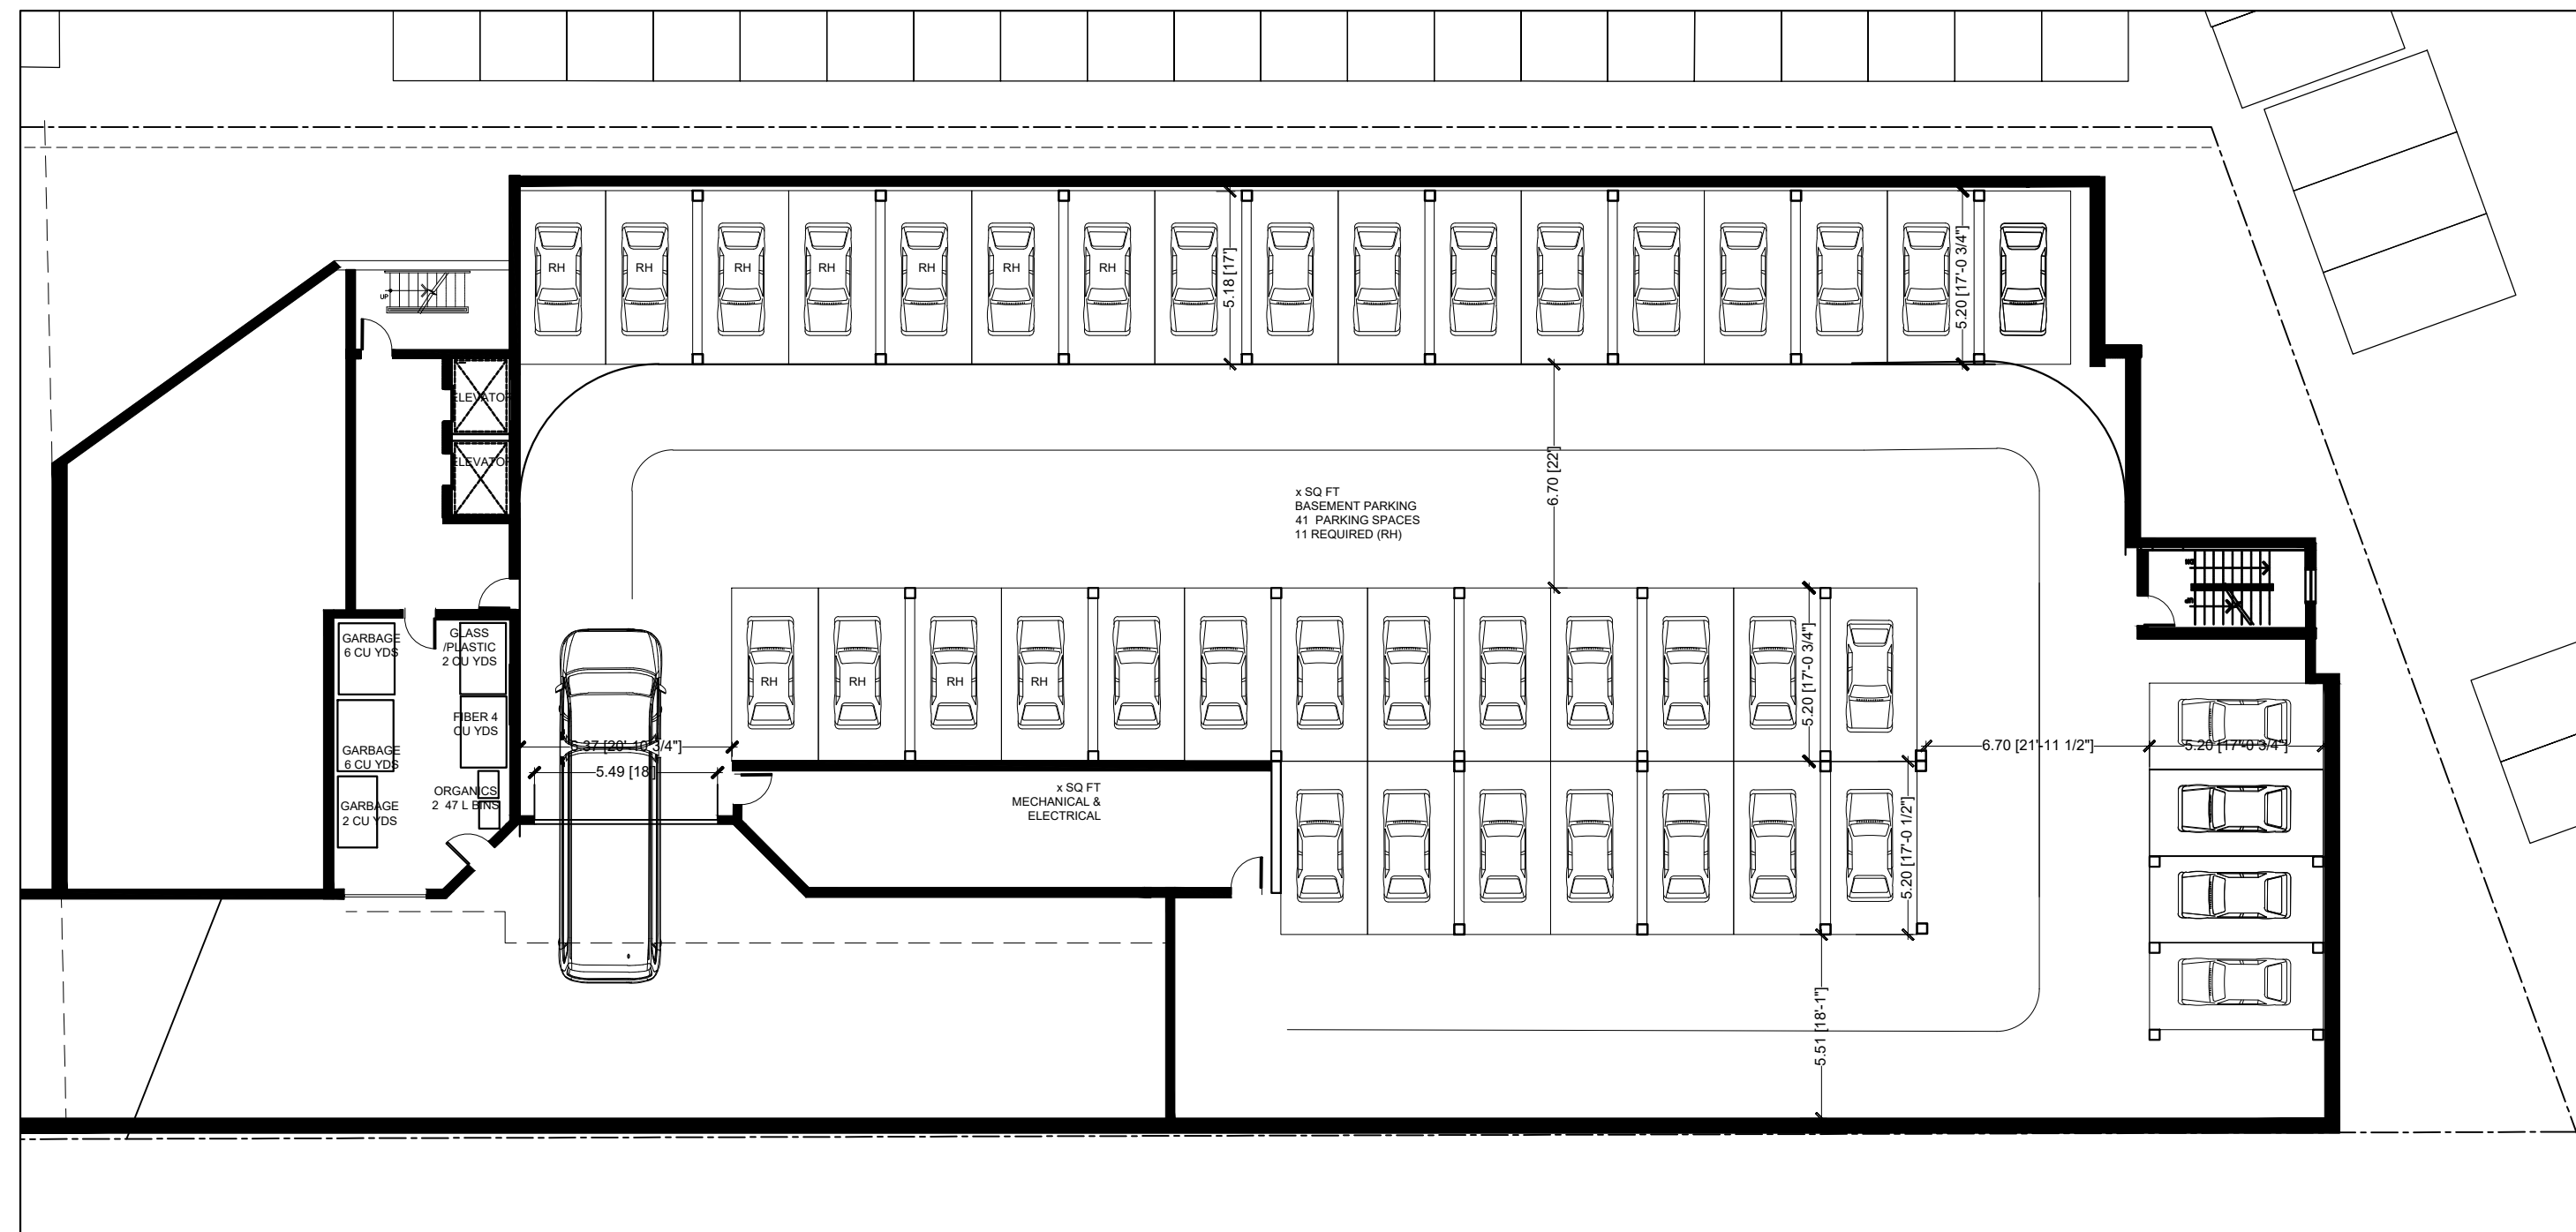 RH
RH
RH
RH
RH
RH
RH
5.18 [17']
5.20 [17'-0 3/4"]
UP
ELEVATOR
ELEVATOR
6.70 [22']
x SQ FT
BASEMENT PARKING
41 PARKING SPACES
11 REQUIRED (RH)
DN
UP
GARBAGE
6 CU YDS
GLASS
/PLASTIC
2 CU YDS
RH
RH
RH
RH
5.20 [17'-0 3/4"]
FIBER 4
CU YDS
GARBAGE
6 CU YDS
6.37 [20'-10 3/4"]
6.70 [21'-11 1/2"]
5.20 [17'-0 3/4"]
5.49 [18']
ORGANICS
2 47 L BINS
GARBAGE
2 CU YDS
x SQ FT
MECHANICAL &
ELECTRICAL
5.20 [17'-0 1/2"]
5.51 [18'-1"]